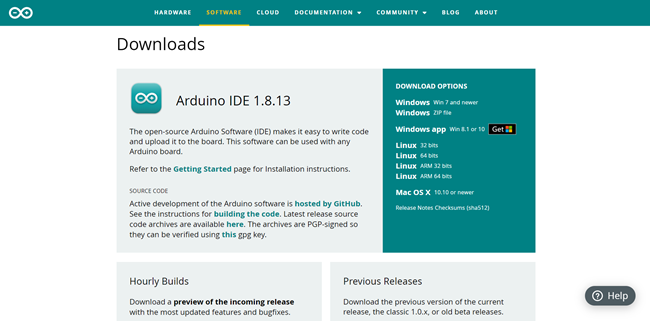 HARDWARE SOFTWARE CLOUD DOCUMENTATION COMMUNITY BLOG ABOUT
Downloads
Arduino IDE 1.8.13
The open-source Arduino Software (IDE) makes it easy to write code
and upload it to the board. This software can be used with any
Arduino board.
Refer to the Getting Started page for Installation instructions.
SOURCE CODE
Active development of the Arduino software is hosted by GitHub.
See the instructions for building the code. Latest release source
code archives are available here. The archives are PGP-signed so
they can be verified using this gpg key.
DOWNLOAD OPTIONS
Windows Win 7 and newer
Windows ZIP file
Windows app Win 8.1 or 10 Get
Linux 32 bits
Linux 64 bits
Linux ARM 32 bits
Linux ARM 64 bits
Mac OS X 10.10 or newer
Release Notes Checksums (sha512)
Hourly Builds
Download a preview of the incoming release
with the most updated features and bugfixes.
Previous Releases
Download the previous version of the current
release, the classic 1.0.x, or old beta releases.
Help